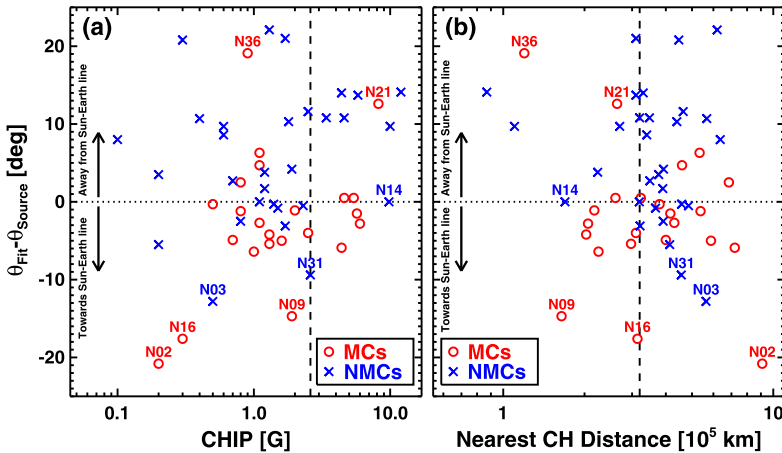 (a)
(b)
θFit-θSource [deg]
20
10
0
-10
-20
Away from Sun-Earth line
Towards Sun-Earth line
N36
N21
N14
N31
N03
N09
N16
N02
MCs
NMCs
0.1
1.0
10.0
CHIP [G]
Away from Sun-Earth line
Towards Sun-Earth line
N36
N21
N14
N31
N03
N09
N16
N02
MCs
NMCs
1
10
Nearest CH Distance [10⁵ km]